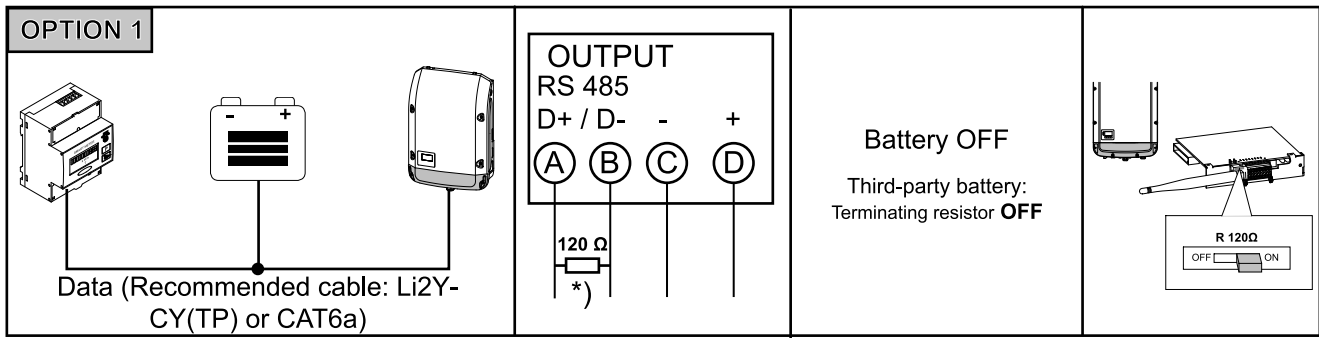 OPTION 1
- +
Data (Recommended cable: Li2Y-
CY(TP) or CAT6a)
OUTPUT
RS 485
D+ / D- - +
A B C D
120 Ω
*)
Battery OFF
Third-party battery:
Terminating resistor OFF
R 120Ω
OFF ON